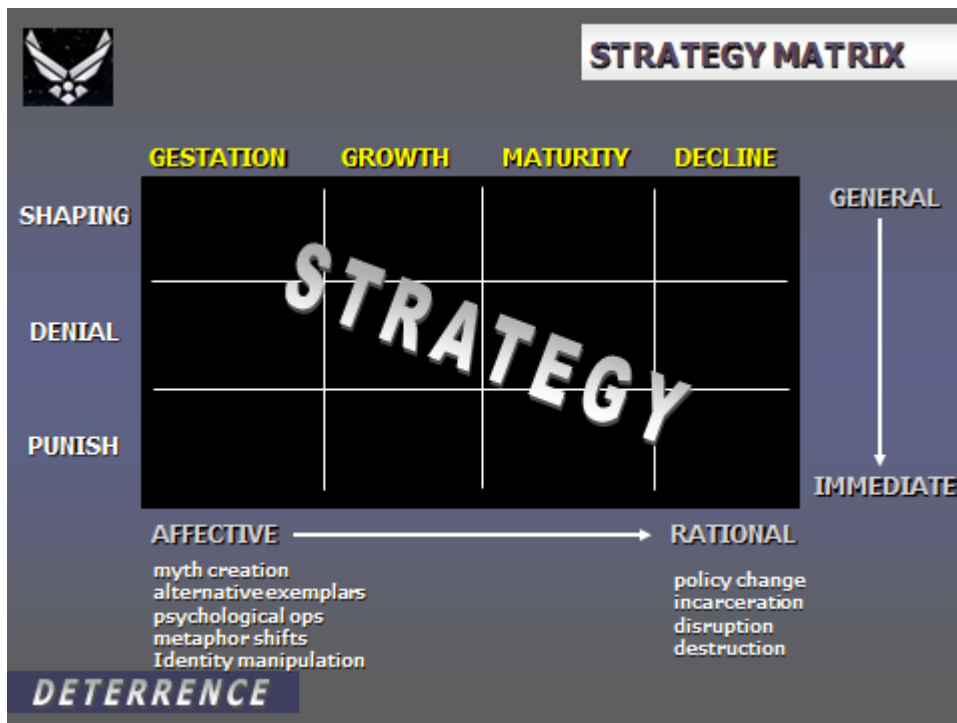 STRATEGY MATRIX
GESTATION GROWTH MATURITY DECLINE
SHAPING
DENIAL
PUNISH
STRATEGY
GENERAL
IMMEDIATE
AFFECTIVE
RATIONAL
myth creation
alternative exemplars
psychological ops
metaphor shifts
Identity manipulation
policy change
incarceration
disruption
destruction
DETERRENCE